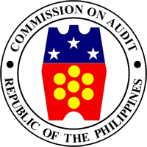 COMMISSION ON AUDIT
REPUBLIC OF THE PHILIPPINES